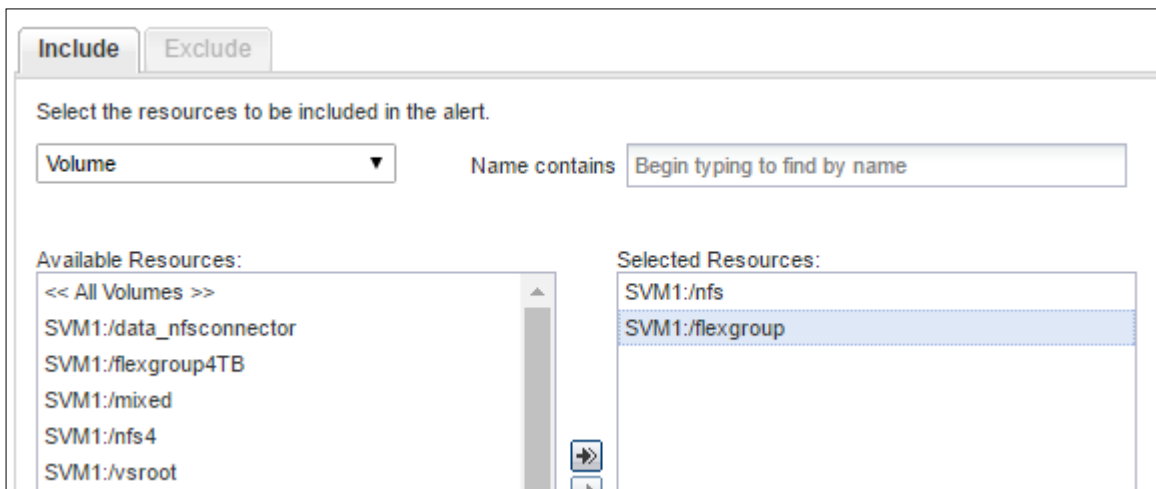 Include Exclude
Select the resources to be included in the alert.
Volume Name contains Begin typing to find by name
Available Resources: Selected Resources:
<< All Volumes >> SVM1:/nfs
SVM1:/data_nfsconnector SVM1:/flexgroup
SVM1:/flexgroup4TB
SVM1:/mixed
SVM1:/nfs4
SVM1:/vsroot